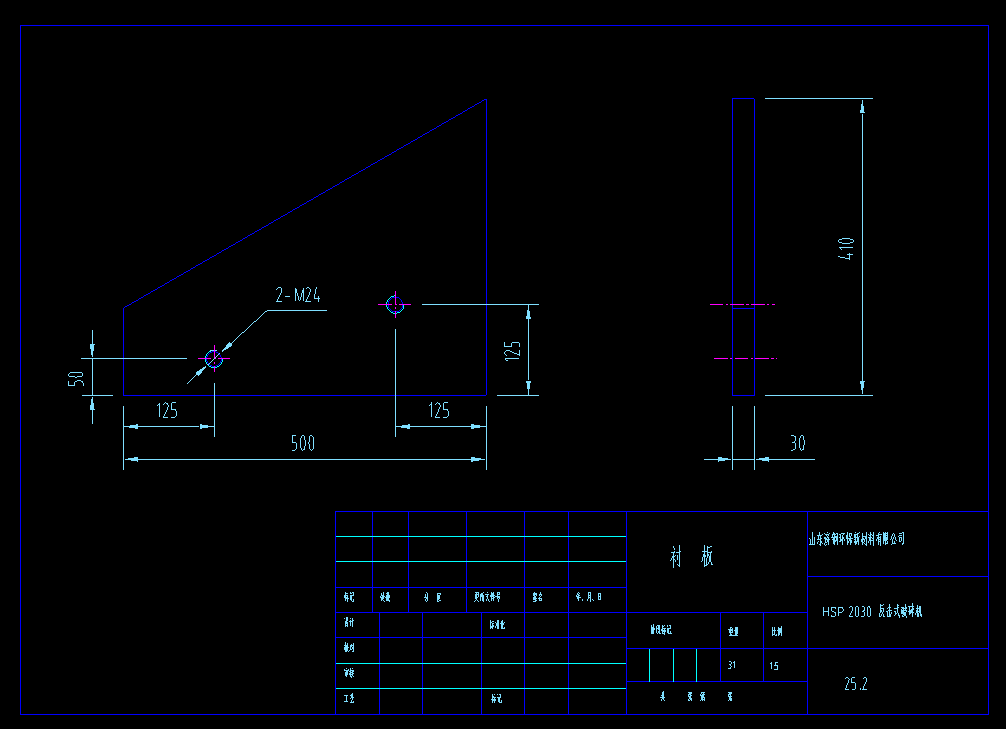 2-M24
410
50
125
125
125
500
30
衬 板
山东济钢环保新材料有限公司
标记 处数 分 区 更改文件号 签名 年、月、日
HSP 2030 反击式破碎机
设计 标准化
阶段标记 重量 比例
校对
31 15
审核
25.2
工艺 标记
共 张 第 张